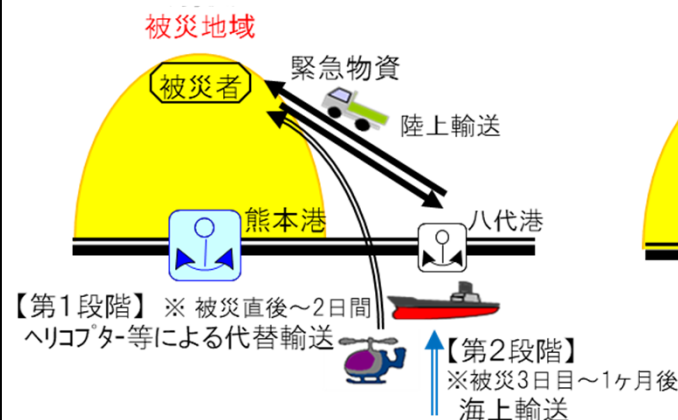 被災地域
緊急物資
被災者
陸上輸送
熊本港
八代港
【第1段階】 ※ 被災直後～2日間
ﾍﾘｺﾌﾟﾀｰ等による代替輸送
【第2段階】
※被災3日目～1ヶ月後
海上輸送